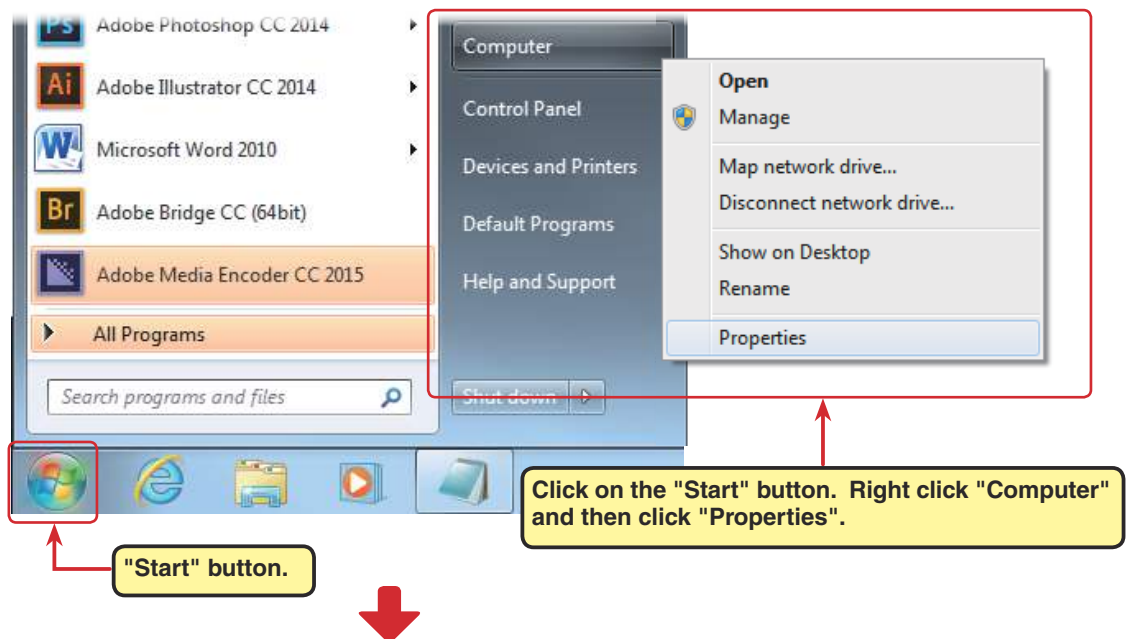 Ps Adobe Photoshop CC 2014
Ai Adobe Illustrator CC 2014
W Microsoft Word 2010
Br Adobe Bridge CC (64bit)
Adobe Media Encoder CC 2015
All Programs
Search programs and files
Computer
Control Panel
Devices and Printers
Default Programs
Help and Support
Shut down
Open
Manage
Map network drive...
Disconnect network drive...
Show on Desktop
Rename
Properties
Click on the "Start" button. Right click "Computer"
and then click "Properties".
"Start" button.